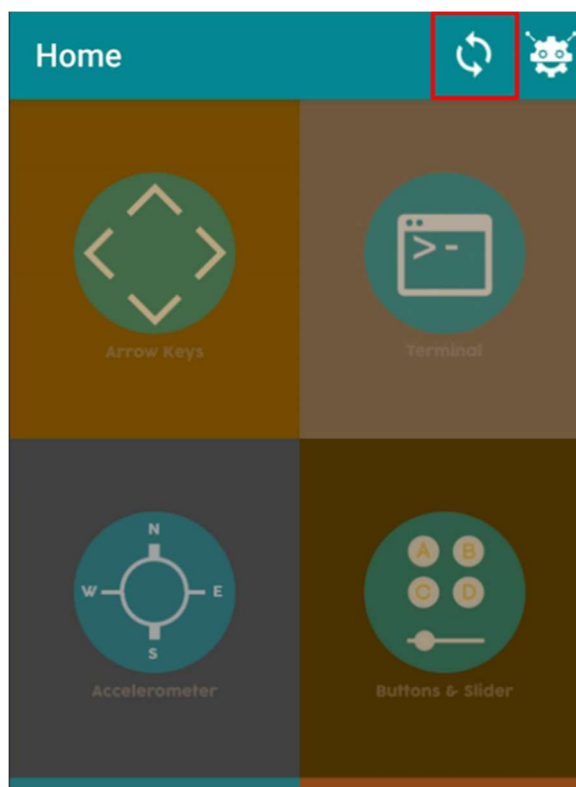 Home
Arrow Keys
Terminal
>-
N
W
E
S
Accelerometer
A B
C D
Buttons & Slider